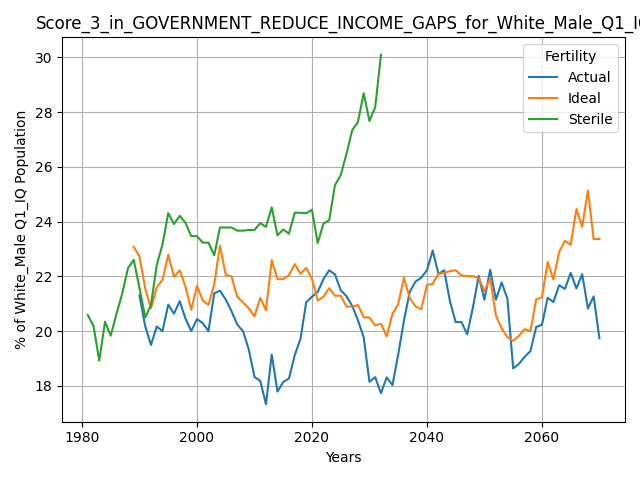 Score_3_in_GOVERNMENT_REDUCE_INCOME_GAPS_for_White_Male_Q1_IQ
Fertility
Actual
Ideal
Sterile
% of White_Male Q1_IQ Population
30
28
26
24
22
20
18
1980
2000
2020
2040
2060
Years